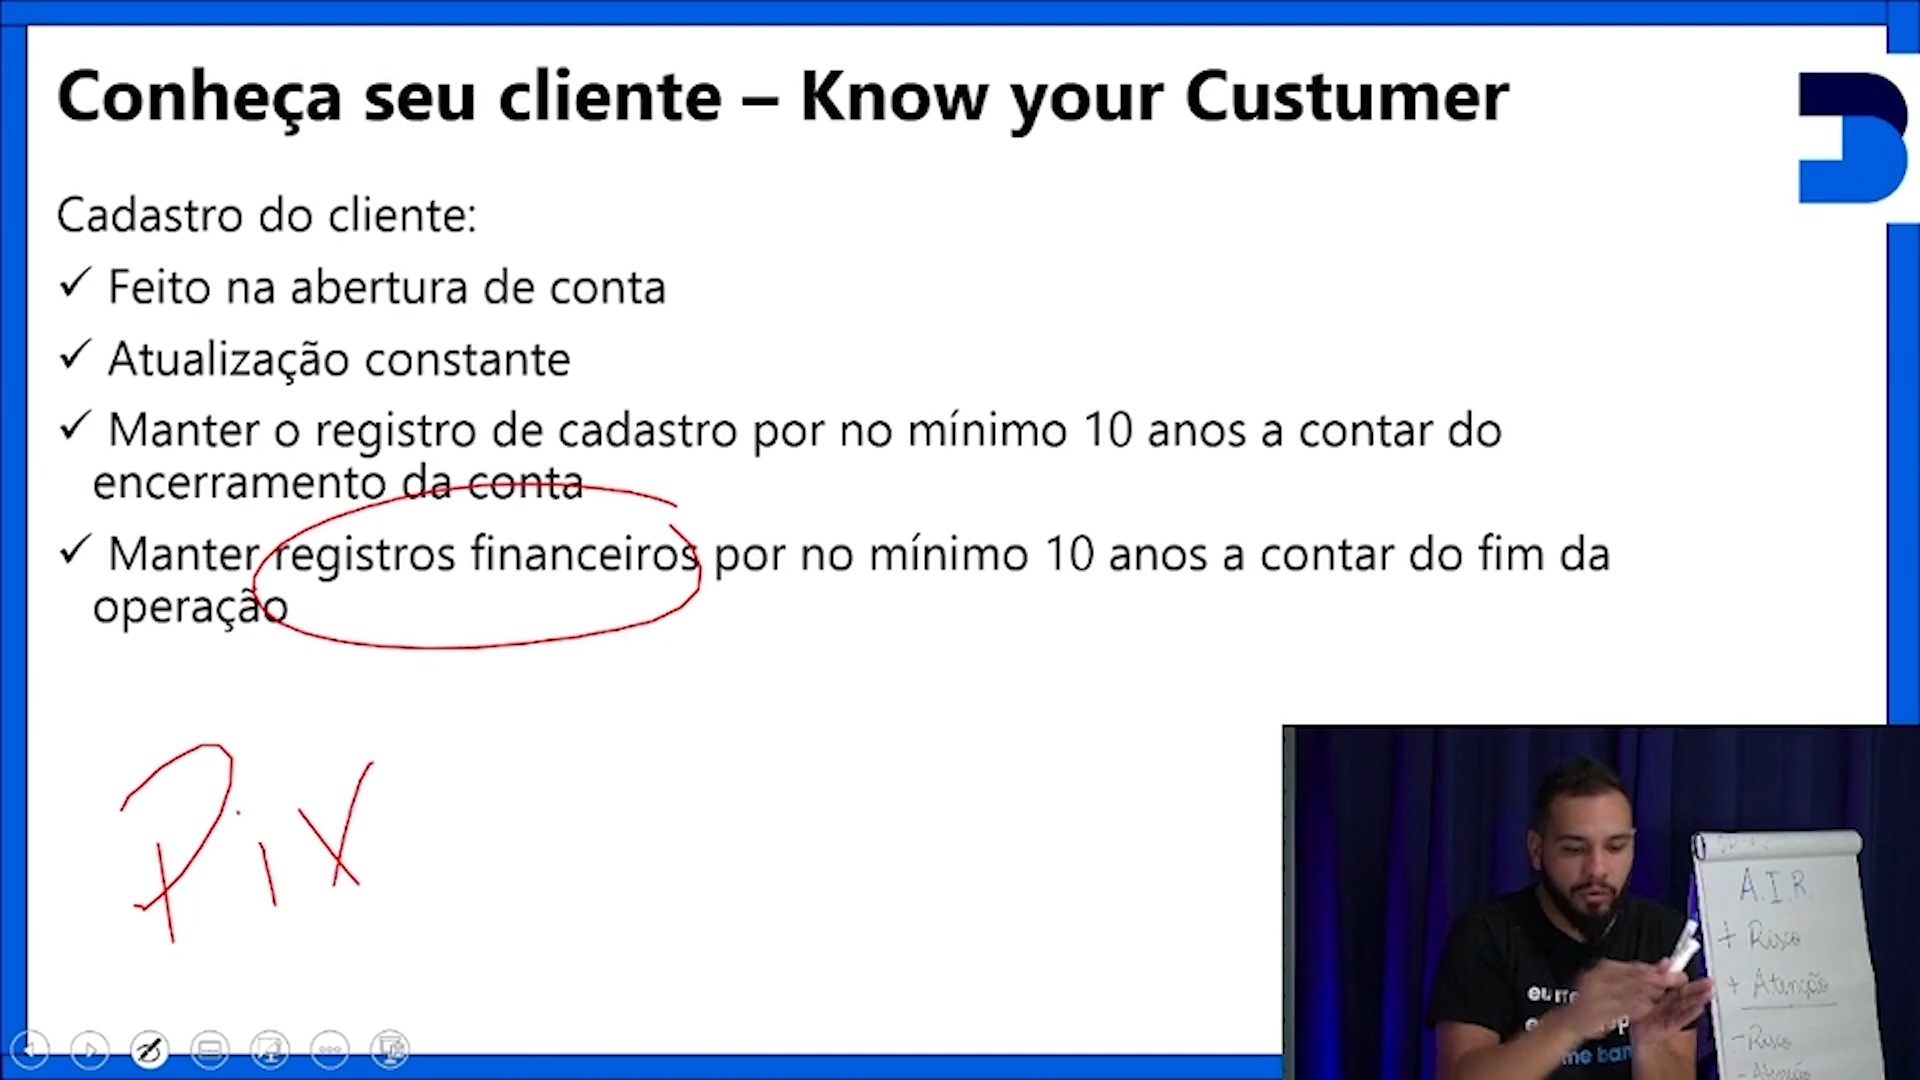 Conheça seu cliente – Know your Custumer
Cadastro do cliente:
✓ Feito na abertura de conta
✓ Atualização constante
✓ Manter o registro de cadastro por no mínimo 10 anos a contar do
encerramento da conta
✓ Manter registros financeiros por no mínimo 10 anos a contar do fim da
operação
Pix
A.I.R
+ Risco
+ Atenção
- Risco
- Atenção